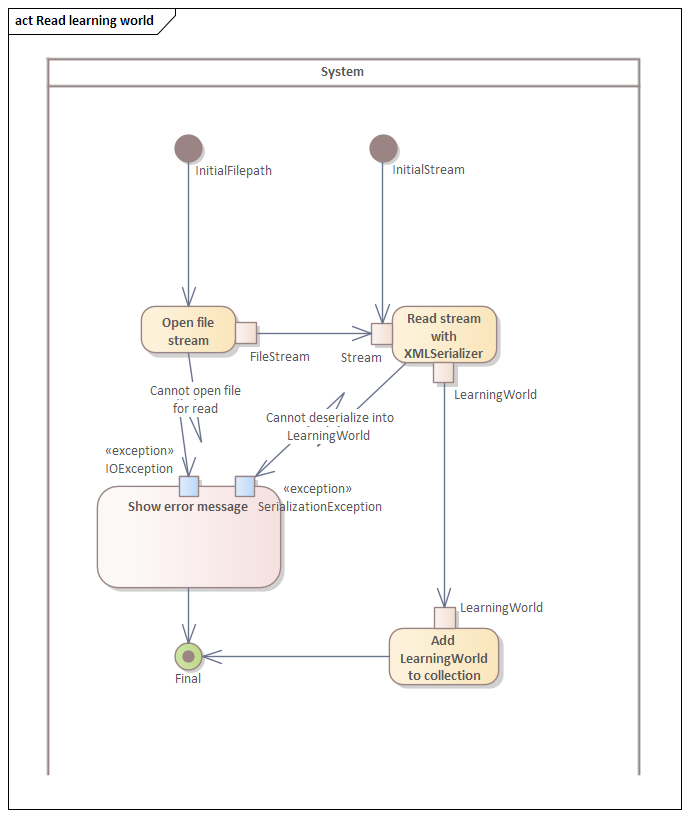 act Read learning world
System
InitialFilepath
InitialStream
Open file
stream
FileStream
Read stream
with
XMLSerializer
Stream
LearningWorld
Cannot open file
for read
Cannot deserialize into
LearningWorld
«exception»
IOException
«exception»
SerializationException
Show error message
LearningWorld
Add
LearningWorld
to collection
Final